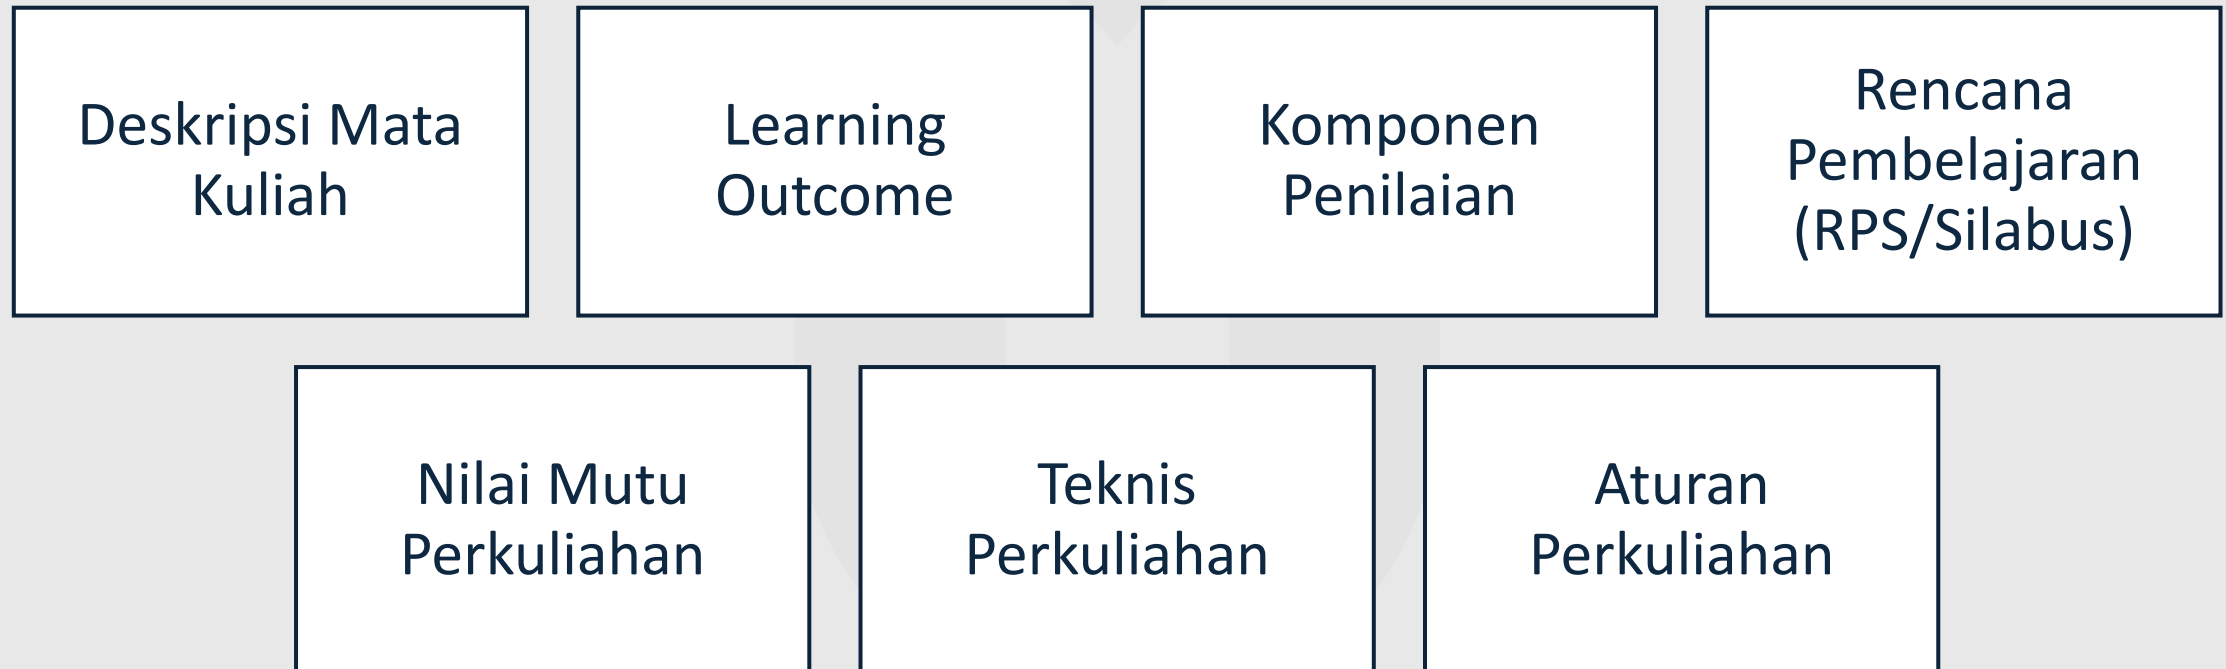 Deskripsi Mata
Kuliah
Learning
Outcome
Komponen
Penilaian
Rencana
Pembelajaran
(RPS/Silabus)
Nilai Mutu
Perkuliahan
Teknis
Perkuliahan
Aturan
Perkuliahan